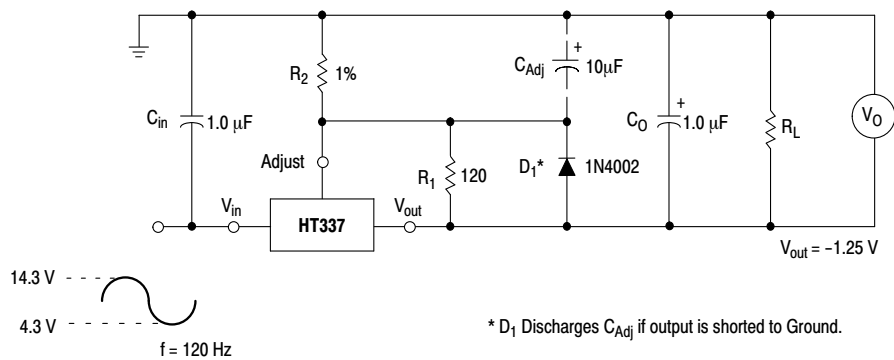 R2 1%
CAdj + 10μF
Cin 1.0 μF
CO + 1.0 μF
RL
VO
Adjust
R1 120
D1* 1N4002
Vin
HT337
Vout
Vout = –1.25 V
14.3 V
4.3 V
f = 120 Hz
* D1 Discharges CAdj if output is shorted to Ground.